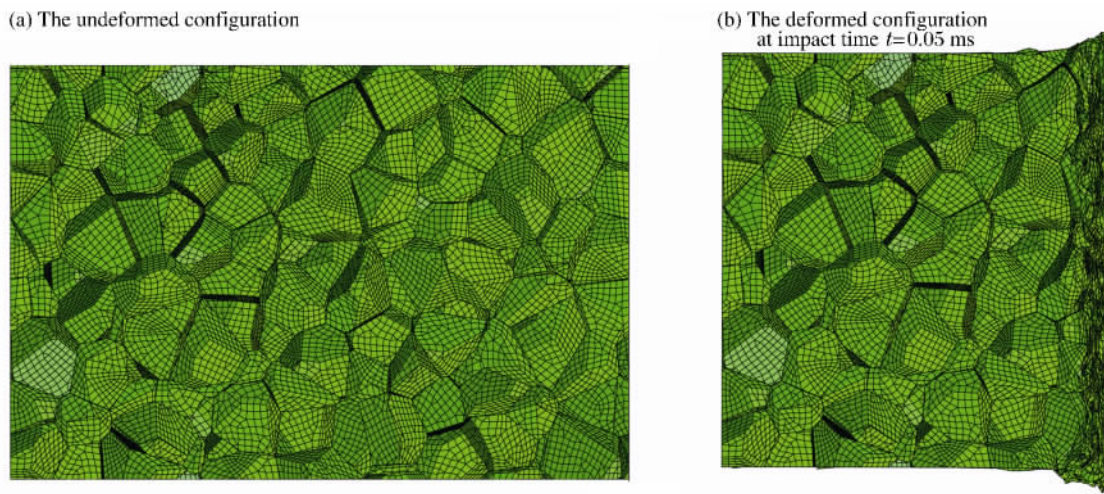 (a) The undeformed configuration
(b) The deformed configuration
at impact time t=0.05 ms